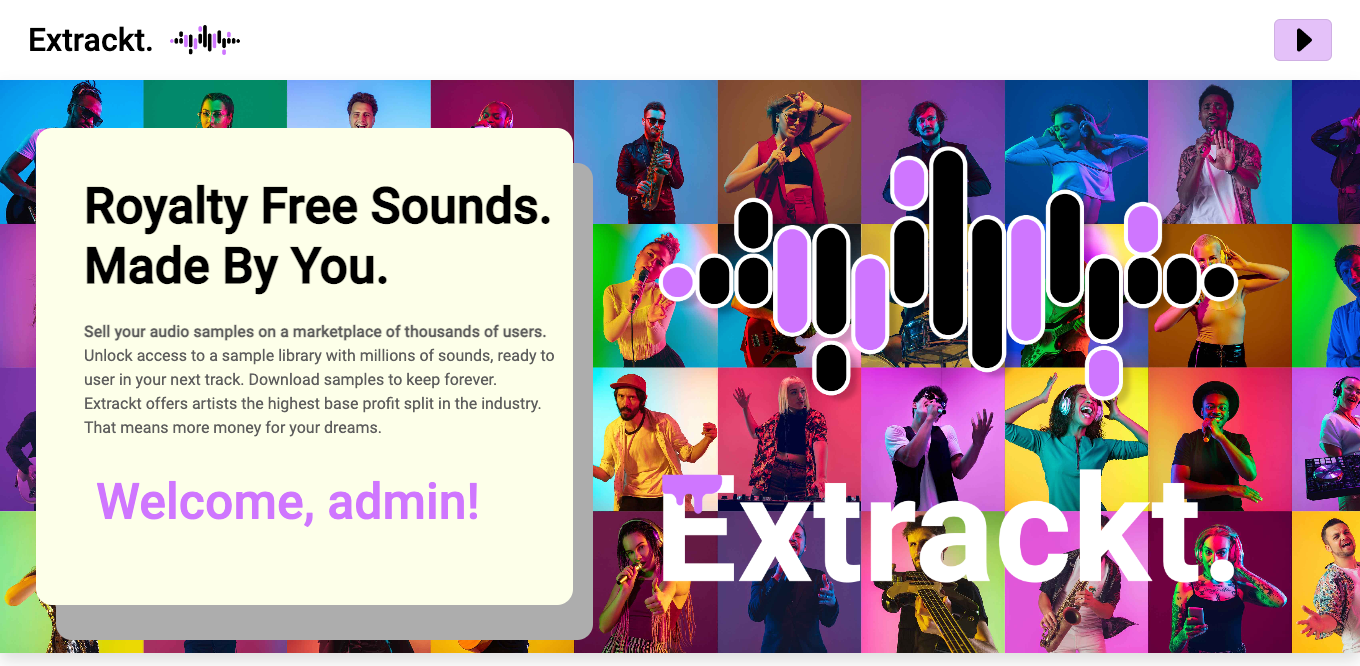 Extrackt.
Royalty Free Sounds.
Made By You.
Sell your audio samples on a marketplace of thousands of users.
Unlock access to a sample library with millions of sounds, ready to
user in your next track. Download samples to keep forever.
Extrackt offers artists the highest base profit split in the industry.
That means more money for your dreams.
Welcome, admin!
Extrackt.